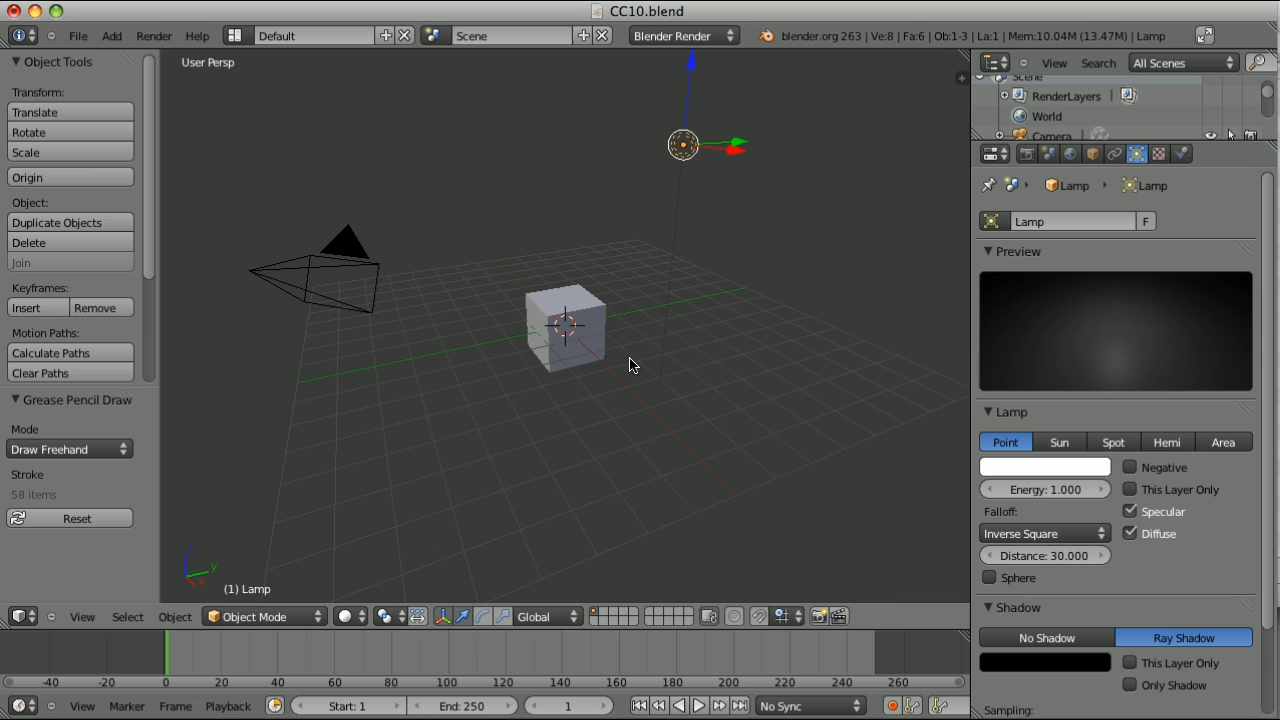 CC10.blend
File Add Render Help Default Scene Blender Render blender.org 263 | Ve:8 | Fa:6 | Ob:1-3 | La:1 | Mem:10.04M (13.47M) | Lamp
Object Tools
Transform:
Translate
Rotate
Scale
Origin
Object:
Duplicate Objects
Delete
Join
Keyframes:
Insert Remove
Motion Paths:
Calculate Paths
Clear Paths
Grease Pencil Draw
Mode
Draw Freehand
Stroke
58 items
Reset
User Persp
z
y
x
(1) Lamp
View Select Object Object Mode Global
View Search All Scenes
Scene
RenderLayers |
World
Camera |
Lamp Lamp
Lamp F
Preview
Lamp
Point Sun Spot Hemi Area
Negative
Energy: 1.000 This Layer Only
Falloff: Specular
Inverse Square Diffuse
Distance: 30.000
Sphere
Shadow
No Shadow Ray Shadow
This Layer Only
Only Shadow
Sampling:
-40 -20 0 20 40 60 80 100 120 140 160 180 200 220 240 260
View Marker Frame Playback Start: 1 End: 250 1 No Sync